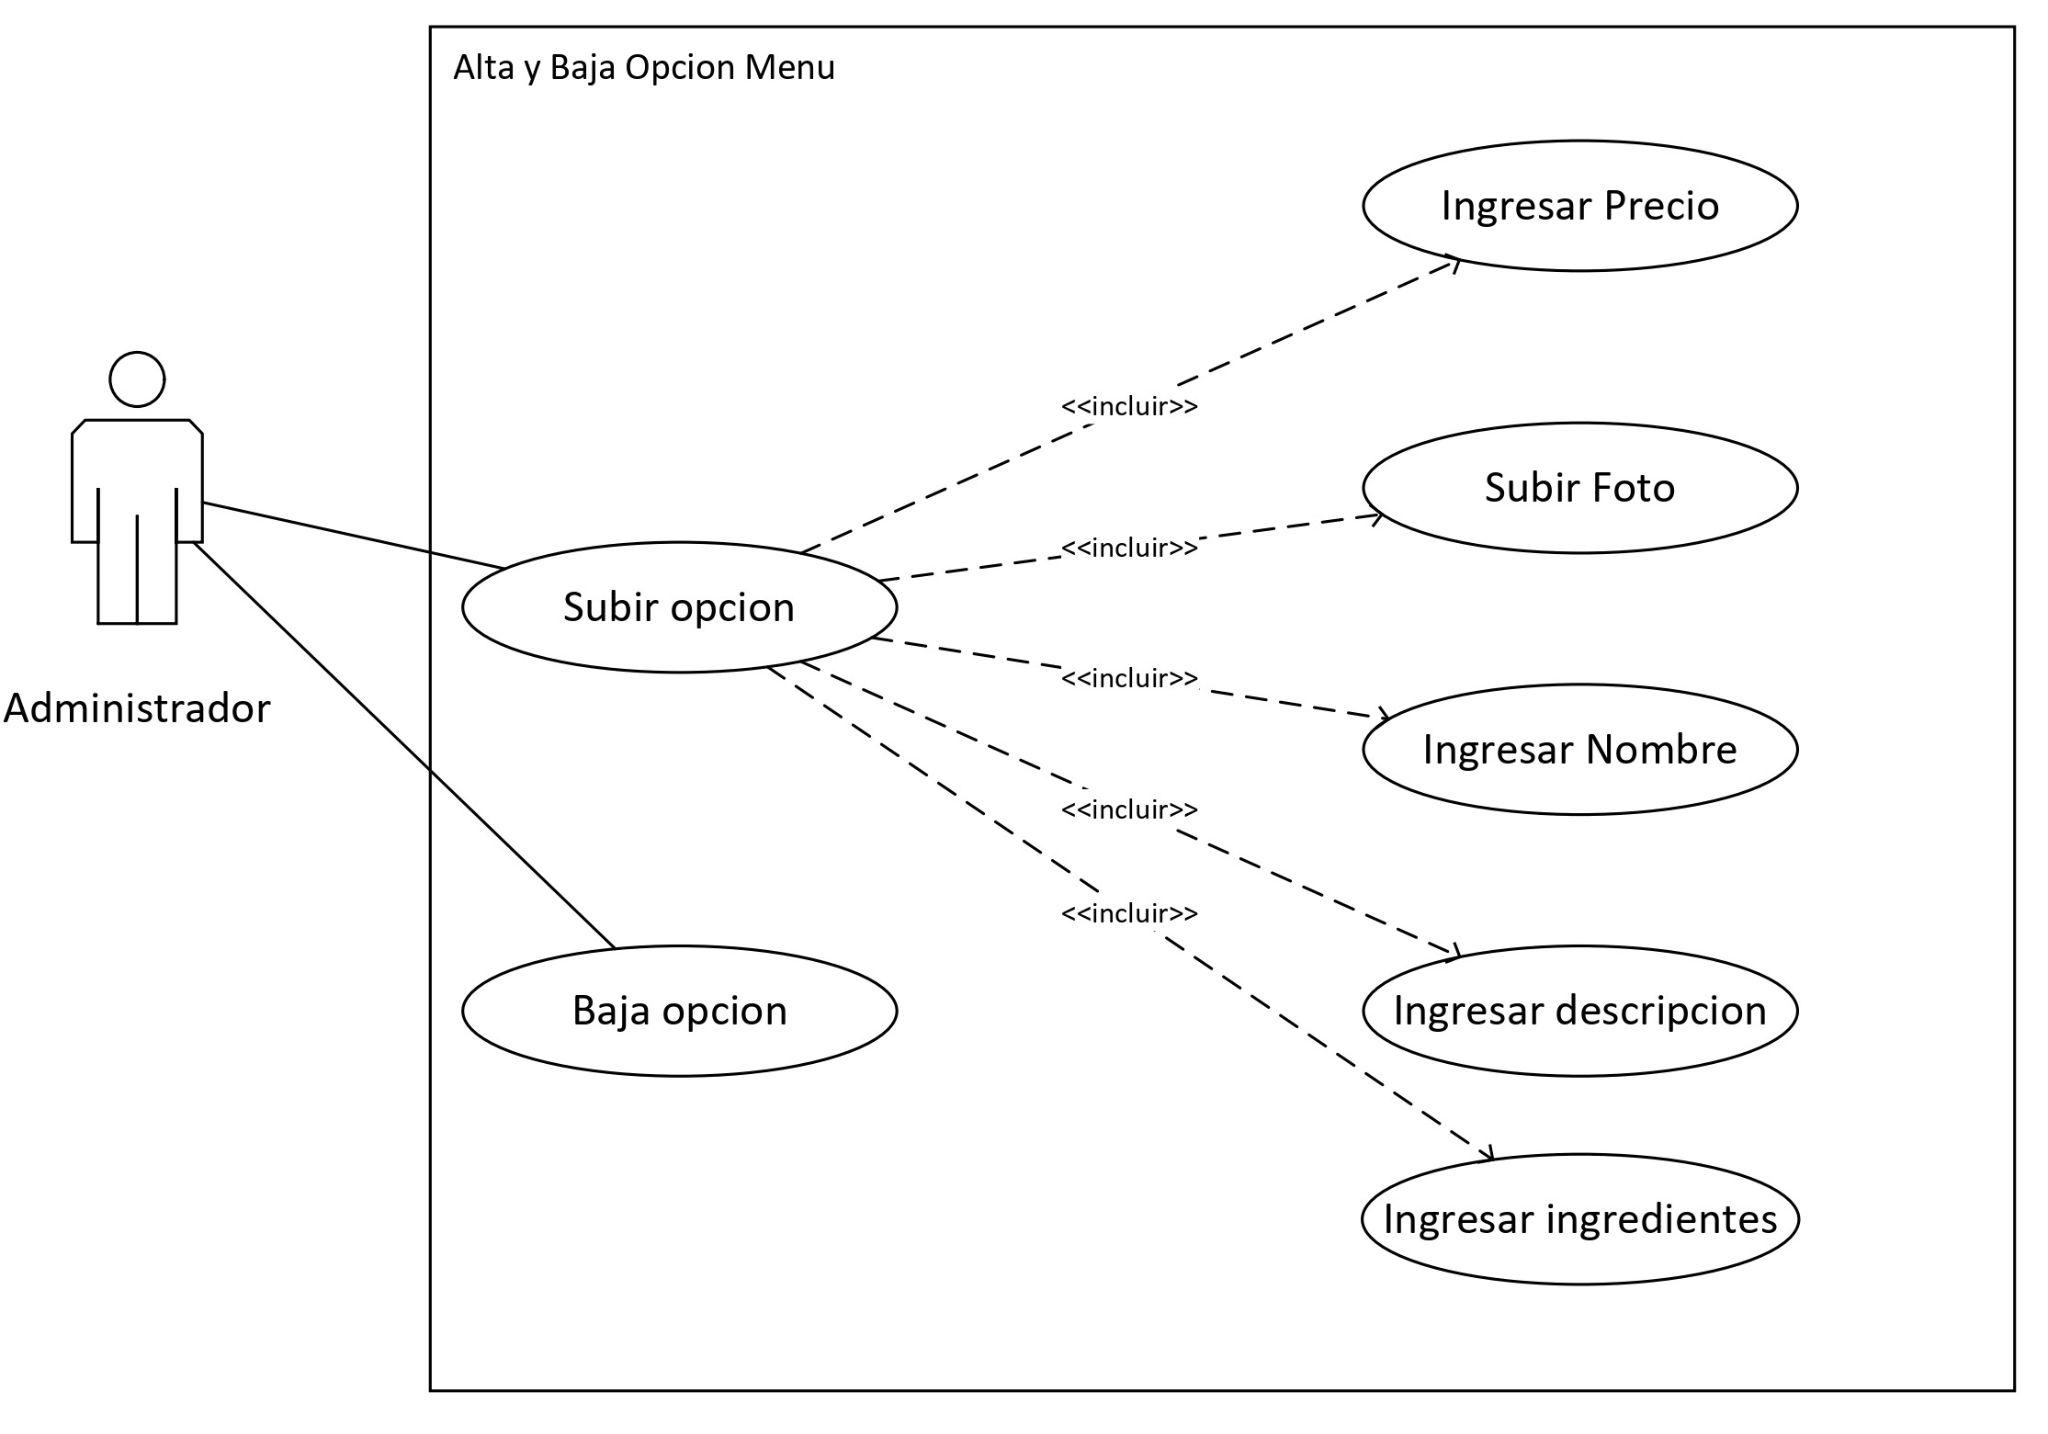 Alta y Baja Opcion Menu
Ingresar Precio
<<incluir>>
Subir Foto
<<incluir>>
Subir opcion
<<incluir>>
Administrador
Ingresar Nombre
<<incluir>>
<<incluir>>
Baja opcion
Ingresar descripcion
Ingresar ingredientes